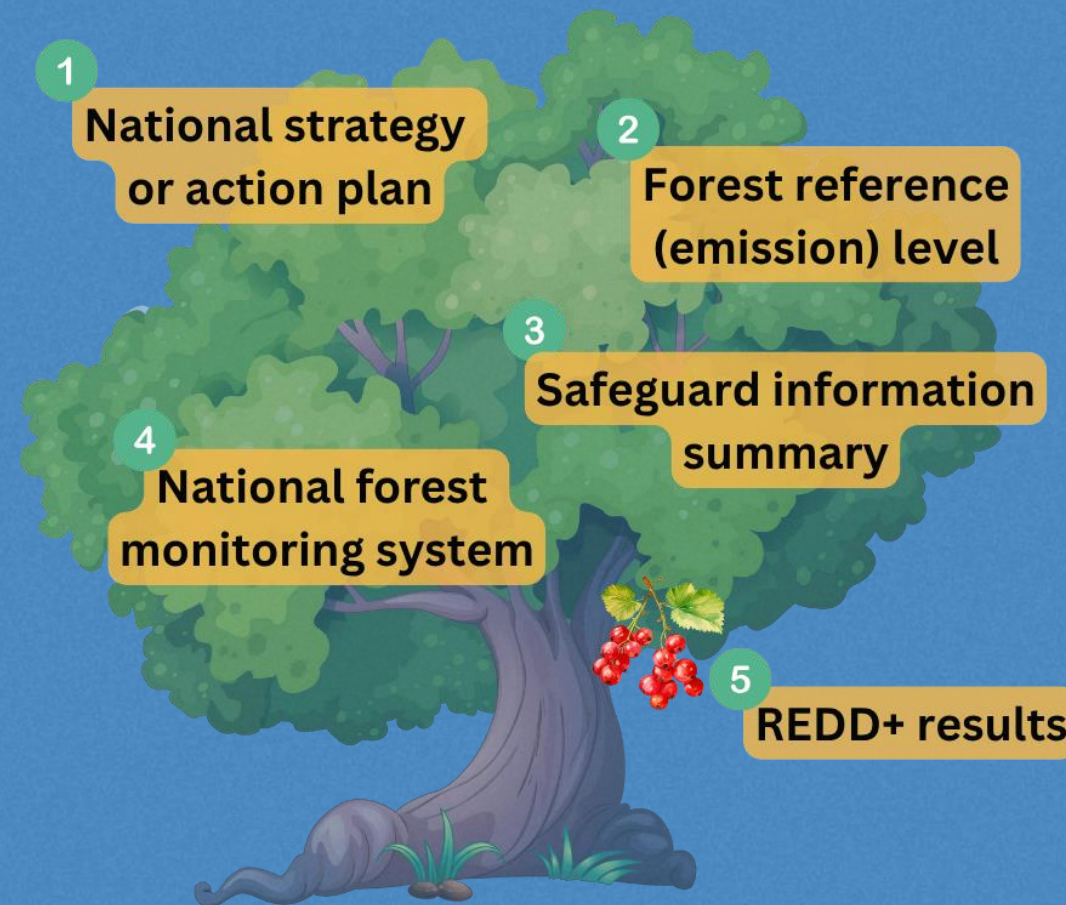 1
National strategy
or action plan
2
Forest reference
(emission) level
3
Safeguard information
summary
4
National forest
monitoring system
5
REDD+ results